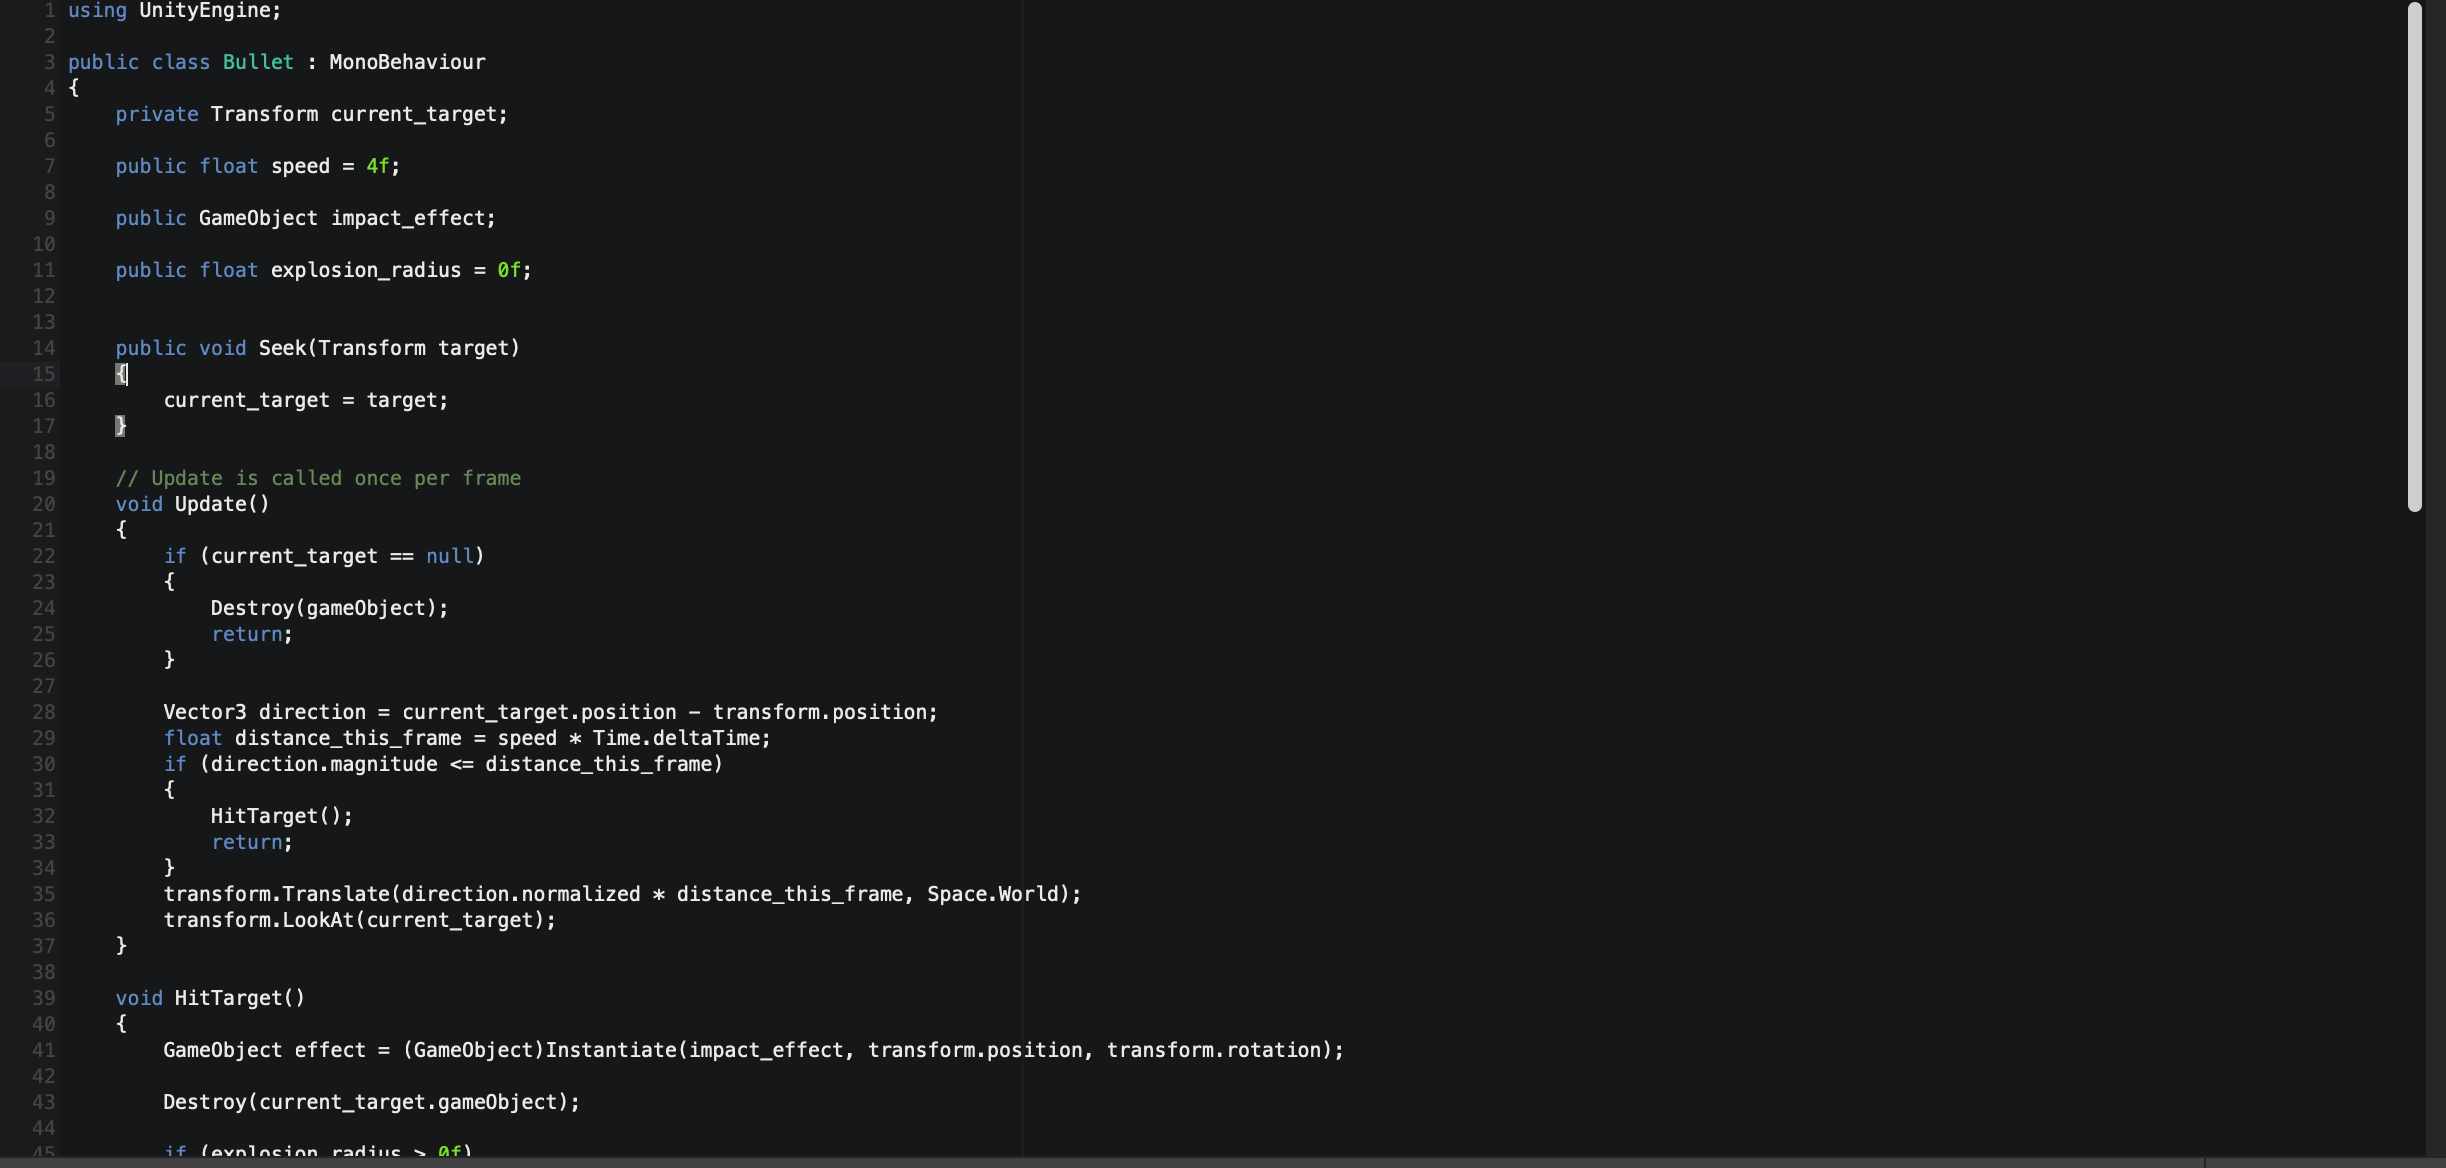 1 using UnityEngine;
2
3 public class Bullet : MonoBehaviour
4 {
5     private Transform current_target;
6
7     public float speed = 4f;
8
9     public GameObject impact_effect;
10
11     public float explosion_radius = 0f;
12
13
14     public void Seek(Transform target)
15     {
16         current_target = target;
17     }
18
19     // Update is called once per frame
20     void Update()
21     {
22         if (current_target == null)
23         {
24             Destroy(gameObject);
25             return;
26         }
27
28         Vector3 direction = current_target.position - transform.position;
29         float distance_this_frame = speed * Time.deltaTime;
30         if (direction.magnitude <= distance_this_frame)
31         {
32             HitTarget();
33             return;
34         }
35         transform.Translate(direction.normalized * distance_this_frame, Space.World);
36         transform.LookAt(current_target);
37     }
38
39     void HitTarget()
40     {
41         GameObject effect = (GameObject)Instantiate(impact_effect, transform.position, transform.rotation);
42
43         Destroy(current_target.gameObject);
44
45         if (explosion_radius > 0f)